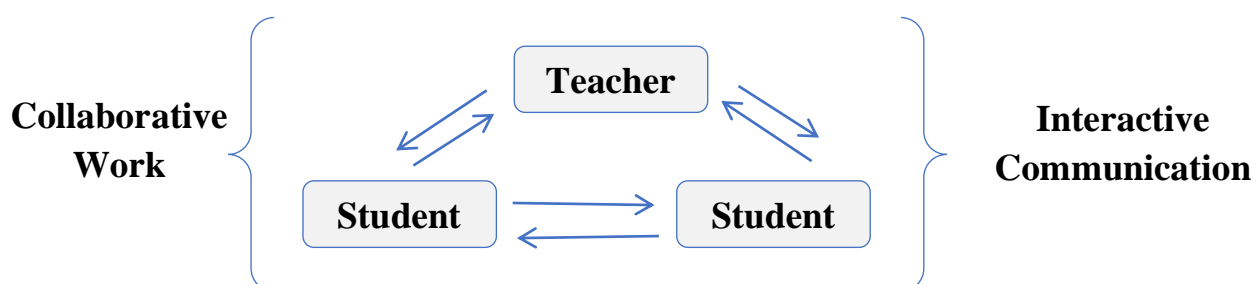 Collaborative
Work
Teacher
Student
Student
Interactive
Communication